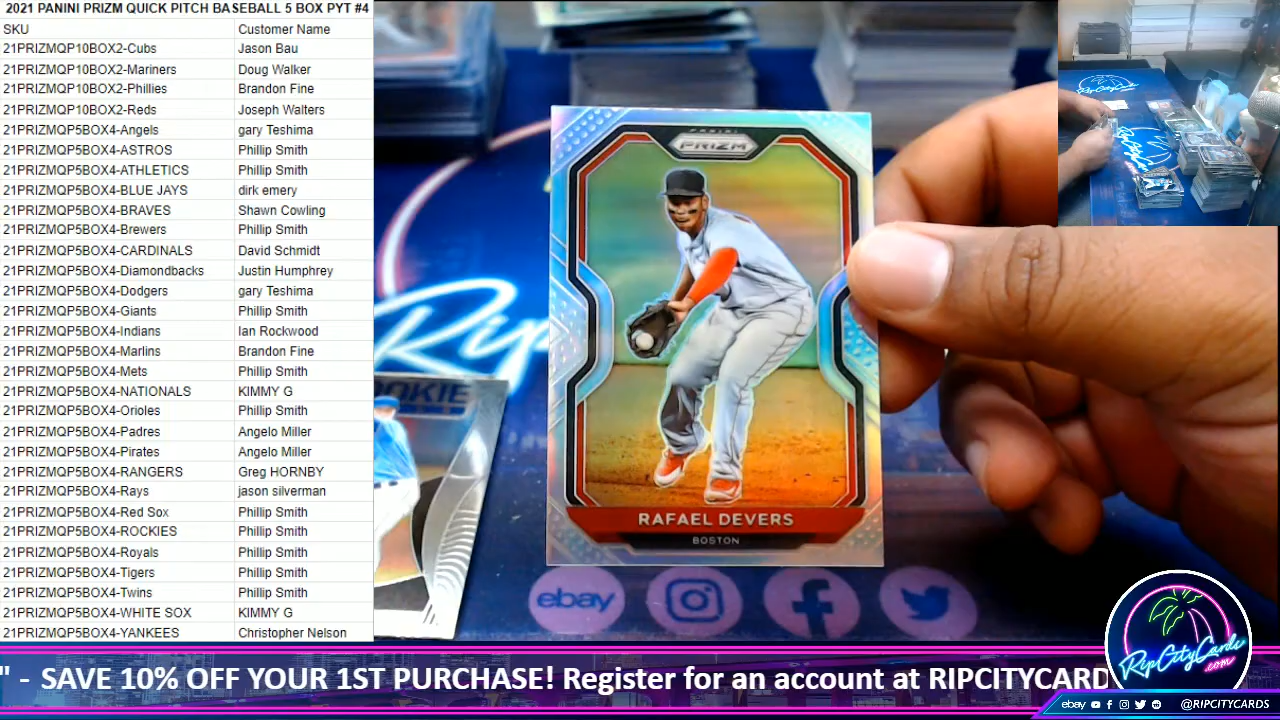 2021 PANINI PRIZM QUICK PITCH BASEBALL 5 BOX PYT #4
SKU Customer Name
21PRIZMQP10BOX2-Cubs Jason Bau
21PRIZMQP10BOX2-Mariners Doug Walker
21PRIZMQP10BOX2-Phillies Brandon Fine
21PRIZMQP10BOX2-Reds Joseph Walters
21PRIZMQP5BOX4-Angels gary Teshima
21PRIZMQP5BOX4-ASTROS Phillip Smith
21PRIZMQP5BOX4-ATHLETICS Phillip Smith
21PRIZMQP5BOX4-BLUE JAYS dirk emery
21PRIZMQP5BOX4-BRAVES Shawn Cowling
21PRIZMQP5BOX4-Brewers Phillip Smith
21PRIZMQP5BOX4-CARDINALS David Schmidt
21PRIZMQP5BOX4-Diamondbacks Justin Humphrey
21PRIZMQP5BOX4-Dodgers gary Teshima
21PRIZMQP5BOX4-Giants Phillip Smith
21PRIZMQP5BOX4-Indians Ian Rockwood
21PRIZMQP5BOX4-Marlins Brandon Fine
21PRIZMQP5BOX4-Mets Phillip Smith
21PRIZMQP5BOX4-NATIONALS KIMMY G
21PRIZMQP5BOX4-Orioles Phillip Smith
21PRIZMQP5BOX4-Padres Angelo Miller
21PRIZMQP5BOX4-Pirates Angelo Miller
21PRIZMQP5BOX4-RANGERS Greg HORNBY
21PRIZMQP5BOX4-Rays jason silverman
21PRIZMQP5BOX4-Red Sox Phillip Smith
21PRIZMQP5BOX4-ROCKIES Phillip Smith
21PRIZMQP5BOX4-Royals Phillip Smith
21PRIZMQP5BOX4-Tigers Phillip Smith
21PRIZMQP5BOX4-Twins Phillip Smith
21PRIZMQP5BOX4-WHITE SOX KIMMY G
21PRIZMQP5BOX4-YANKEES Christopher Nelson
PANINI
PRIZM
RAFAEL DEVERS
BOSTON
Rip
OKIE
ebay
RipCityCards
.com
" - SAVE 10% OFF YOUR 1ST PURCHASE! Register for an account at RIPCITYCARD
ebay @RIPCITYCARDS